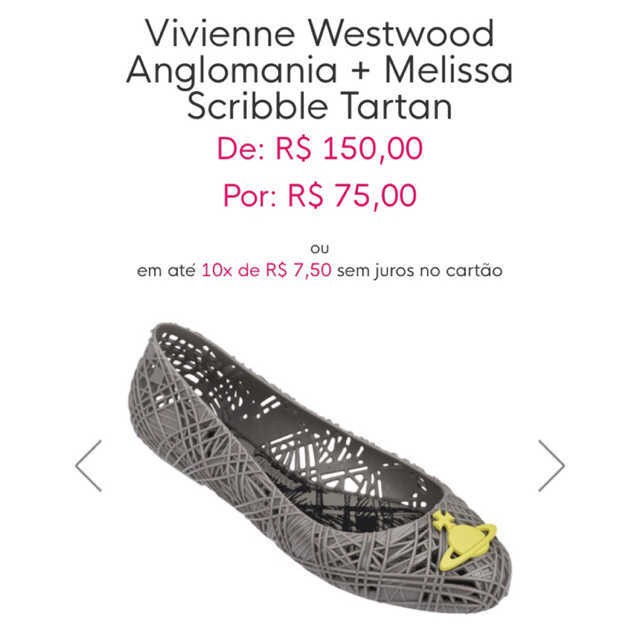 Vivienne Westwood
Anglomania + Melissa
Scribble Tartan
De: R$ 150,00
Por: R$ 75,00
ou
em até 10x de R$ 7,50 sem juros no cartão